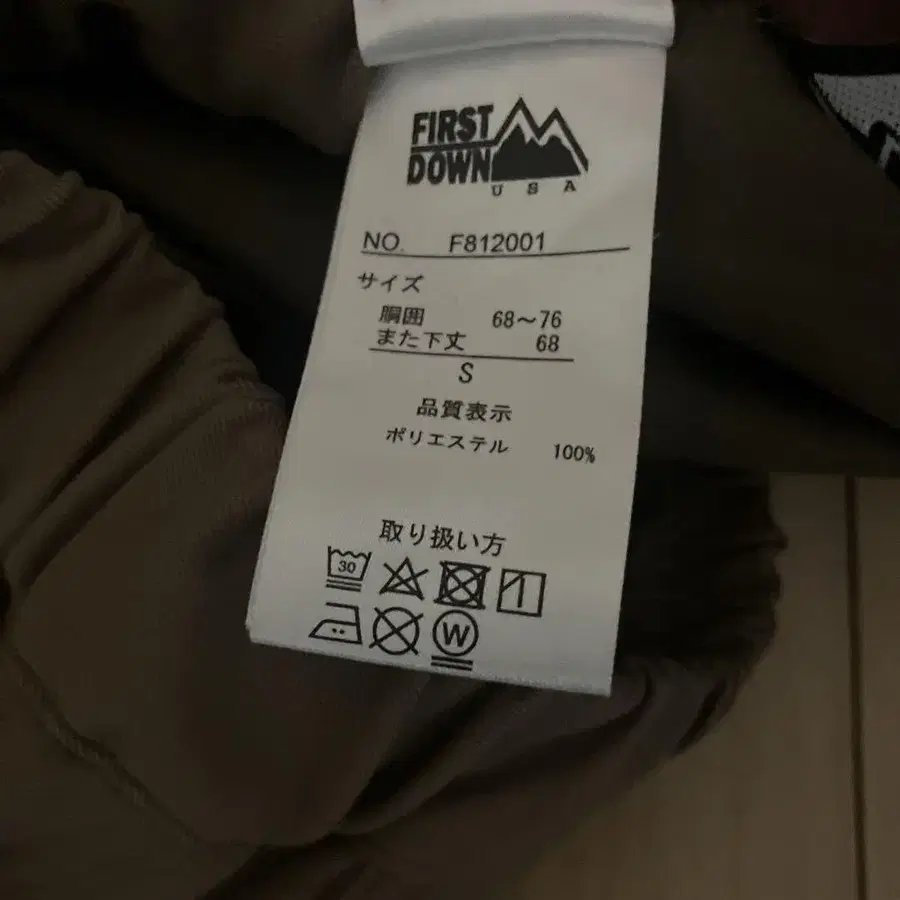 FIRST
DOWN
USA
NO. F812001
サイズ
胴囲 68～76
また下丈 68
S
品質表示
ポリエステル 100%
取り扱い方
30
W